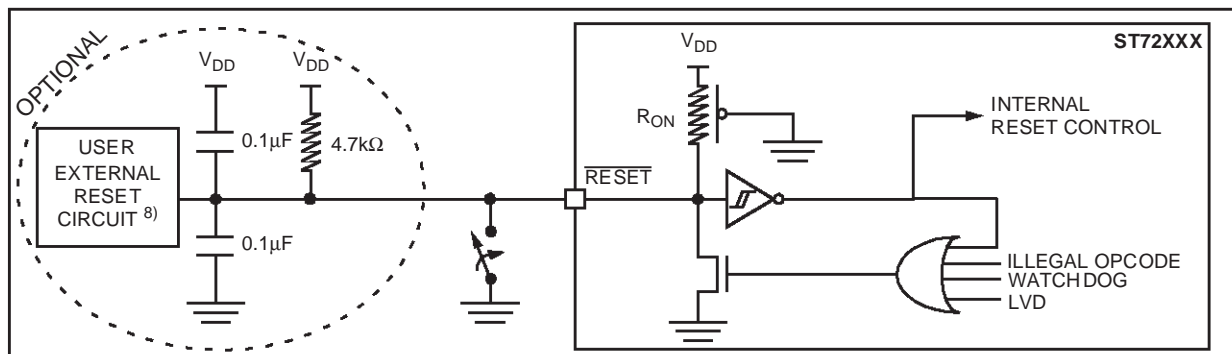 OPTIONAL
USER
EXTERNAL
RESET
CIRCUIT 8)
VDD
VDD
0.1µF
4.7kΩ
0.1µF
ST72XXX
VDD
RON
RESET
INTERNAL
RESET CONTROL
ILLEGAL OPCODE
WATCHDOG
LVD